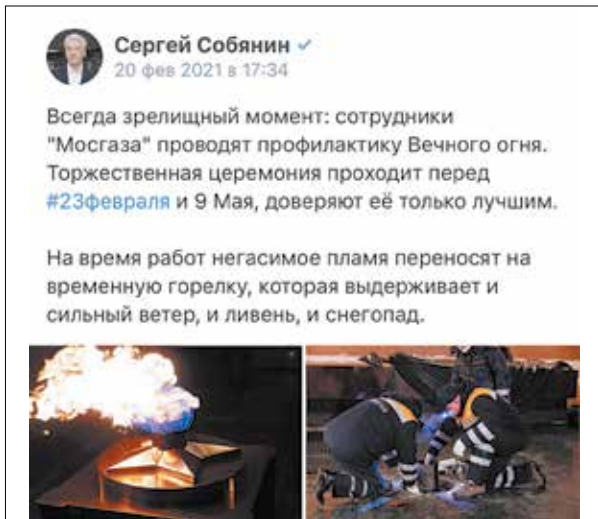 Сергей Собянин
20 фев 2021 в 17:34
Всегда зрелищный момент: сотрудники
"Мосгаза" проводят профилактику Вечного огня.
Торжественная церемония проходит перед
#23февраля и 9 Мая, доверяют её только лучшим.
На время работ негасимое пламя переносят на
временную горелку, которая выдерживает и
сильный ветер, и ливень, и снегопад.